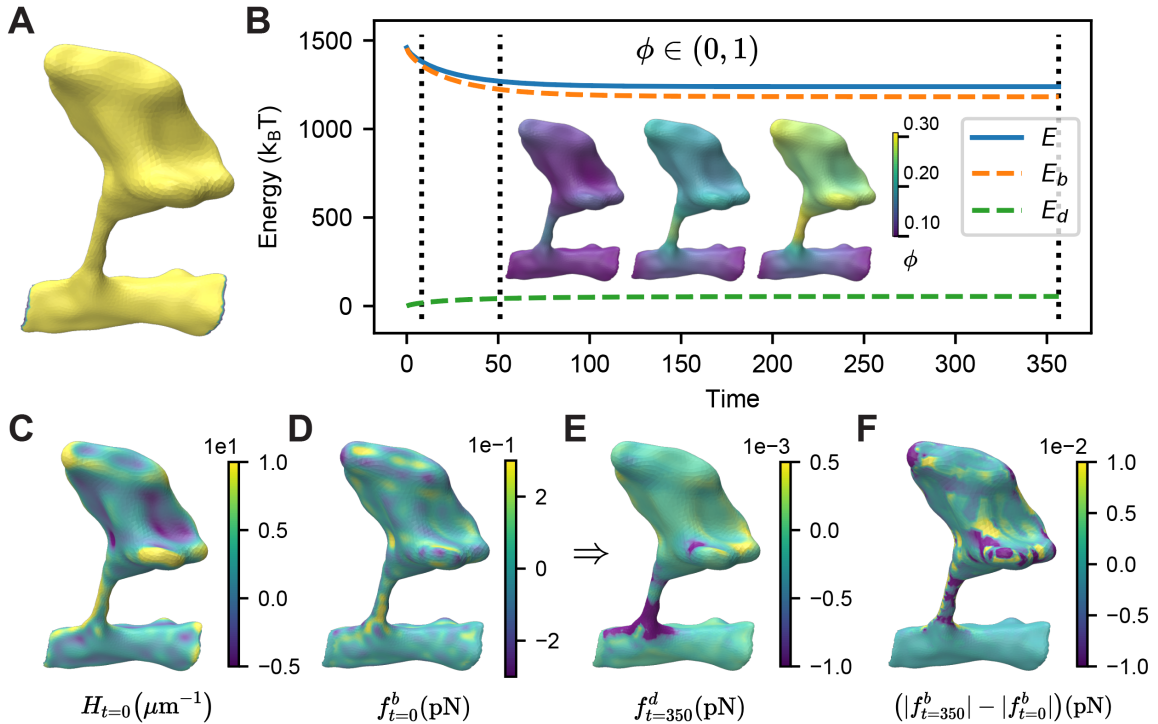 A
B
1500
1000
500
0
Energy (k_BT)
ϕ ∈ (0, 1)
0.30
0.20
0.10
ϕ
E
E_b
E_d
0 50 100 150 200 250 300 350
Time
C
1e1
1.0
0.5
0.0
−0.5
H_{t=0}(μm⁻¹)
D
1e−1
2
0
−2
f^b_{t=0}(pN)
⇒
E
1e−3
0.5
0.0
−0.5
−1.0
f^d_{t=350}(pN)
F
1e−2
1.0
0.5
0.0
−0.5
−1.0
(|f^b_{t=350}| − |f^b_{t=0}|)(pN)